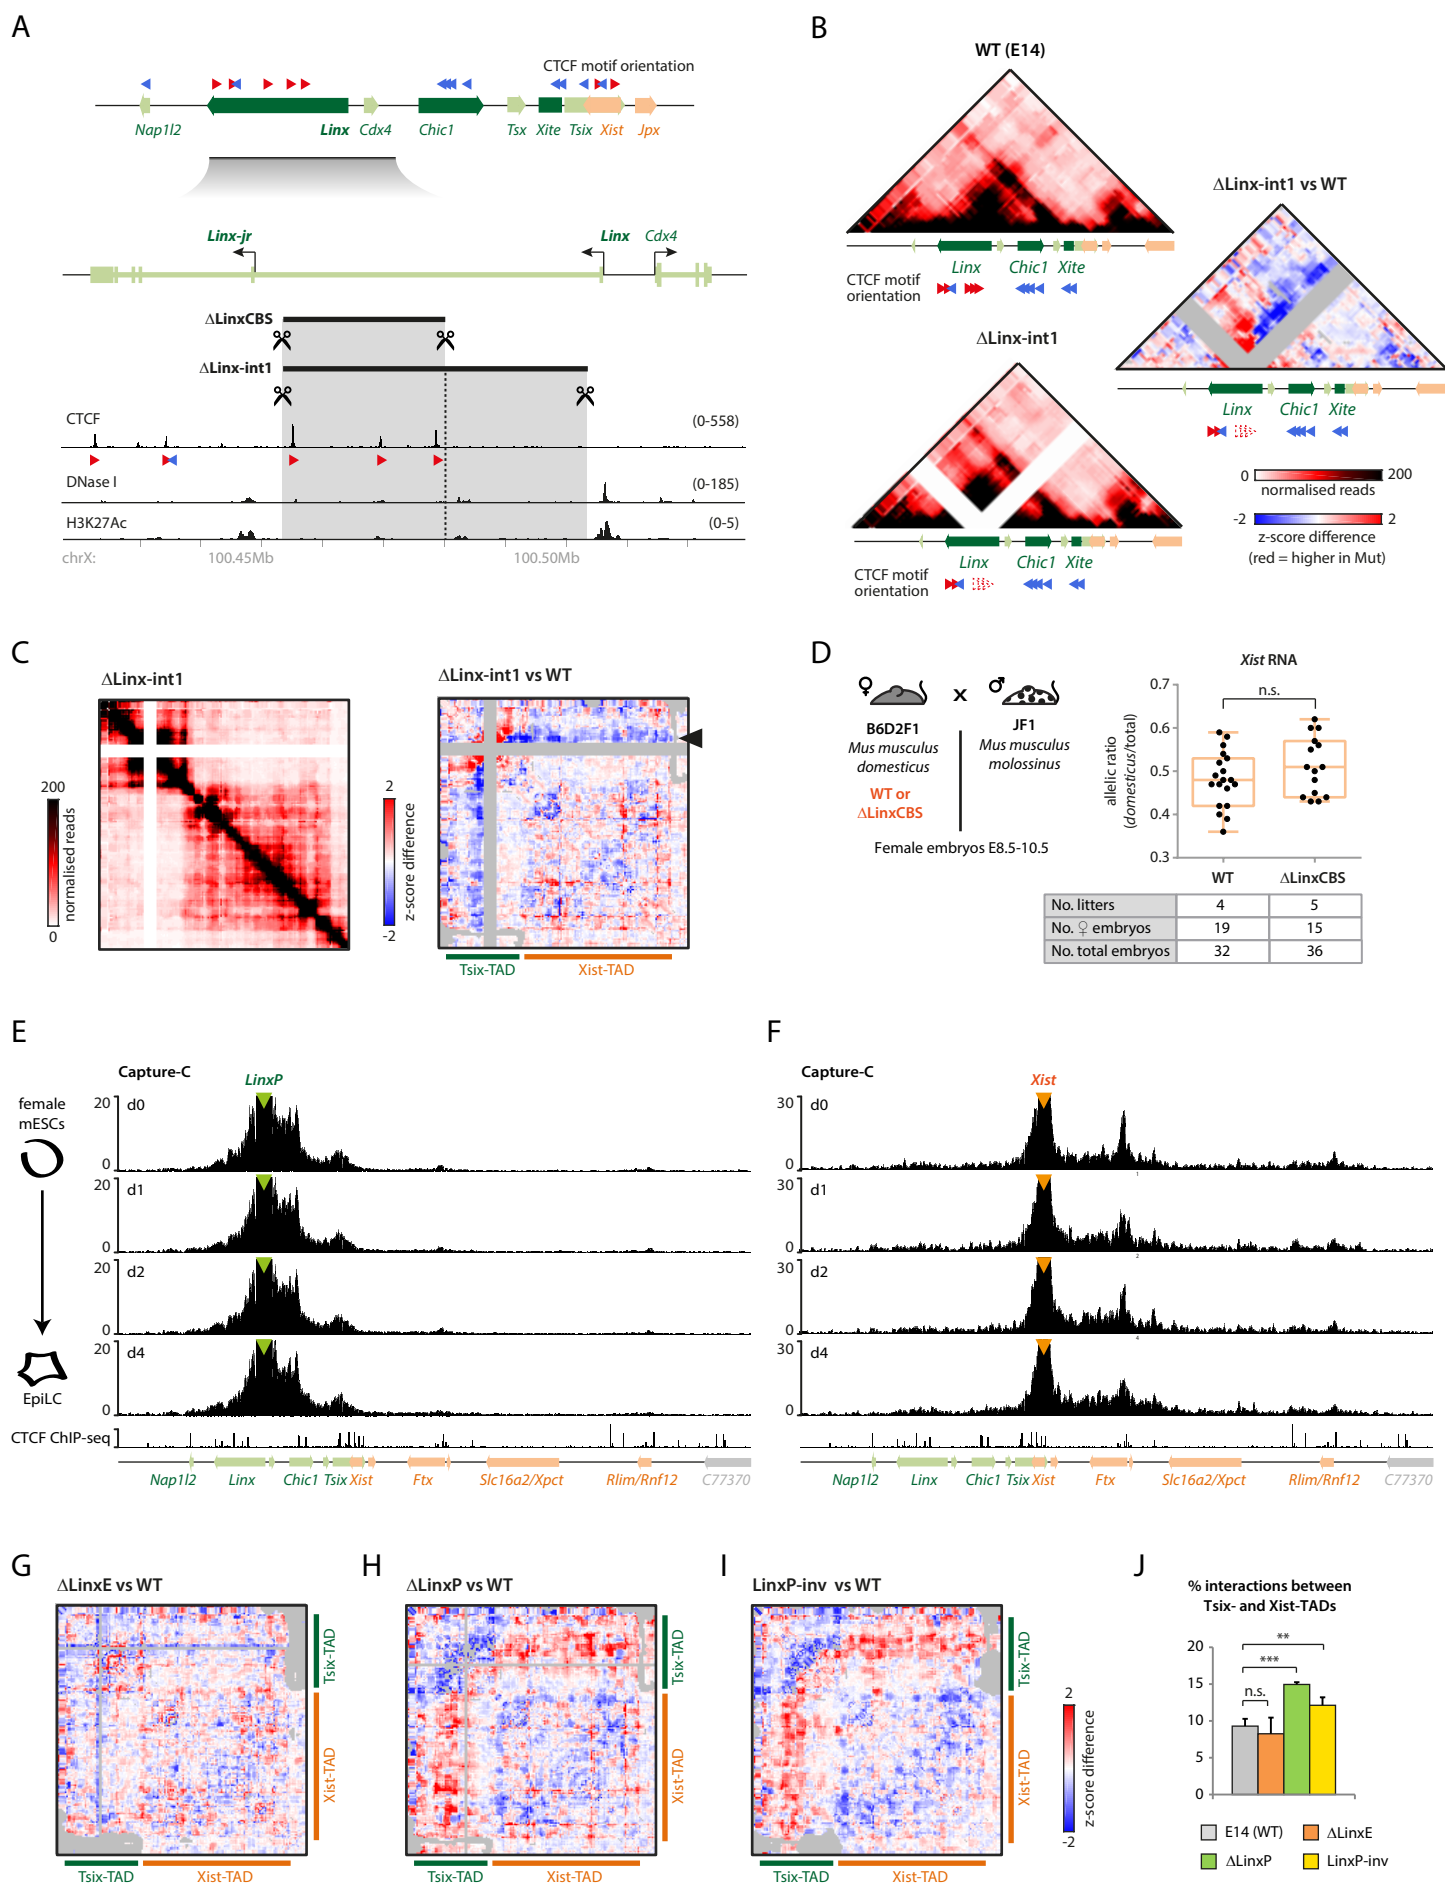 A
CTCF motif orientation
Nap1l2
Linx
Cdx4
Chic1
Tsx
Xite
Tsix
Xist
Jpx
Linx-jr
Linx
Cdx4
ΔLinxCBS
ΔLinx-int1
CTCF
(0-558)
DNase I
(0-185)
H3K27Ac
(0-5)
chrX:
100.45Mb
100.50Mb
B
WT (E14)
Linx
Chic1
Xite
CTCF motif
orientation
ΔLinx-int1 vs WT
Linx
Chic1
Xite
ΔLinx-int1
Linx
Chic1
Xite
CTCF motif
orientation
0
200
normalised reads
-2
2
z-score difference
(red = higher in Mut)
C
ΔLinx-int1
200
normalised reads
0
ΔLinx-int1 vs WT
2
z-score difference
-2
Tsix-TAD
Xist-TAD
D
♀
x
♂
B6D2F1
Mus musculus
domesticus
WT or
ΔLinxCBS
JF1
Mus musculus
molossinus
Female embryos E8.5-10.5
Xist RNA
n.s.
allelic ratio
(domesticus/total)
0.7
0.6
0.5
0.4
0.3
WT
ΔLinxCBS
No. litters 4 5
No. ♀ embryos 19 15
No. total embryos 32 36
E
Capture-C
LinxP
female
mESCs
EpiLC
20
d0
0
20
d1
0
20
d2
0
20
d4
0
CTCF ChIP-seq
Nap1l2
Linx
Chic1
Tsix
Xist
Ftx
Slc16a2/Xpct
Rlim/Rnf12
C77370
F
Capture-C
Xist
30
d0
0
1
30
d1
0
2
30
d2
0
4
30
d4
0
Nap1l2
Linx
Chic1
Tsix
Xist
Ftx
Slc16a2/Xpct
Rlim/Rnf12
C77370
G
ΔLinxE vs WT
Tsix-TAD
Xist-TAD
Tsix-TAD
Xist-TAD
H
ΔLinxP vs WT
Tsix-TAD
Xist-TAD
Tsix-TAD
Xist-TAD
I
LinxP-inv vs WT
Tsix-TAD
Xist-TAD
Tsix-TAD
Xist-TAD
2
z-score difference
-2
J
% interactions between
Tsix- and Xist-TADs
20
15
10
5
0
**
***
n.s.
E14 (WT)
ΔLinxE
ΔLinxP
LinxP-inv